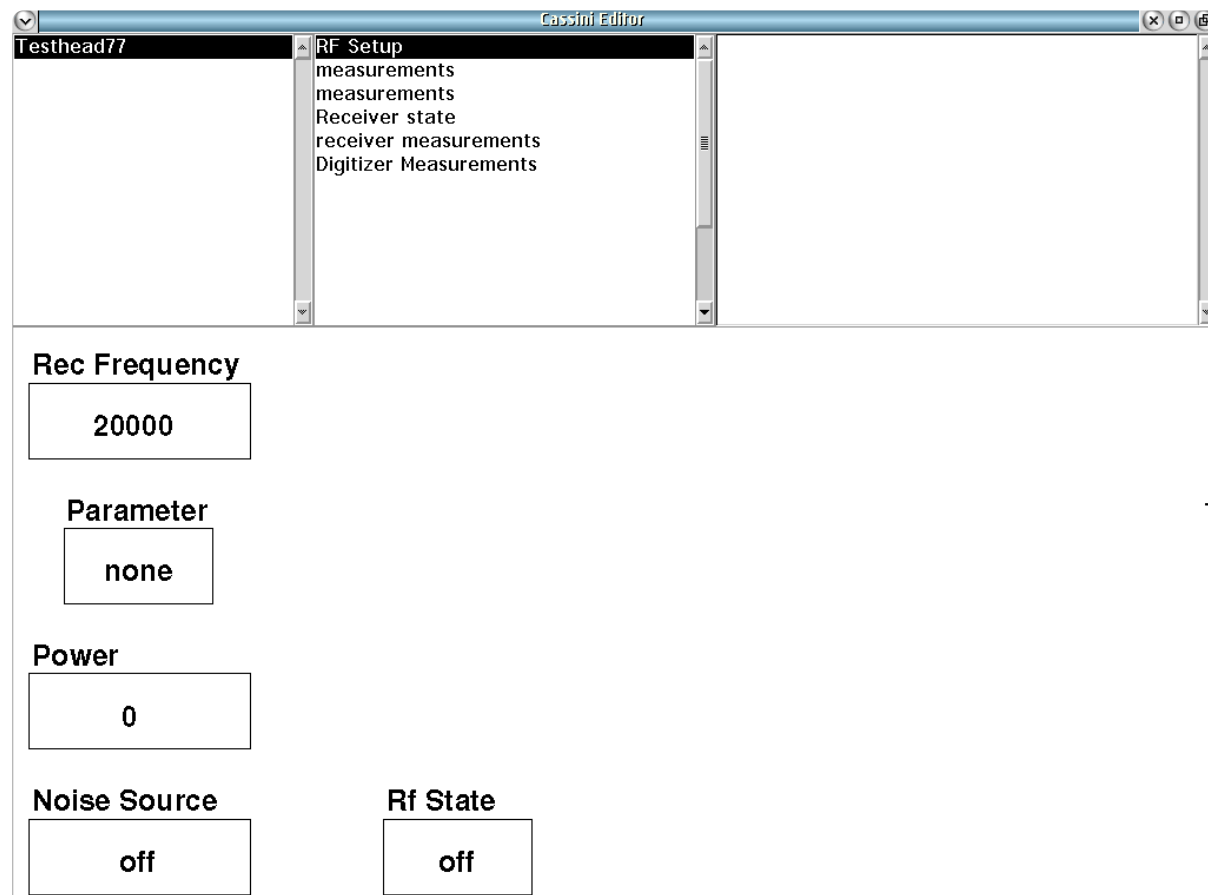 Cassini Editor
Testhead77
RF Setup
measurements
measurements
Receiver state
receiver measurements
Digitizer Measurements
Rec Frequency
20000
Parameter
none
Power
0
Noise Source
off
Rf State
off